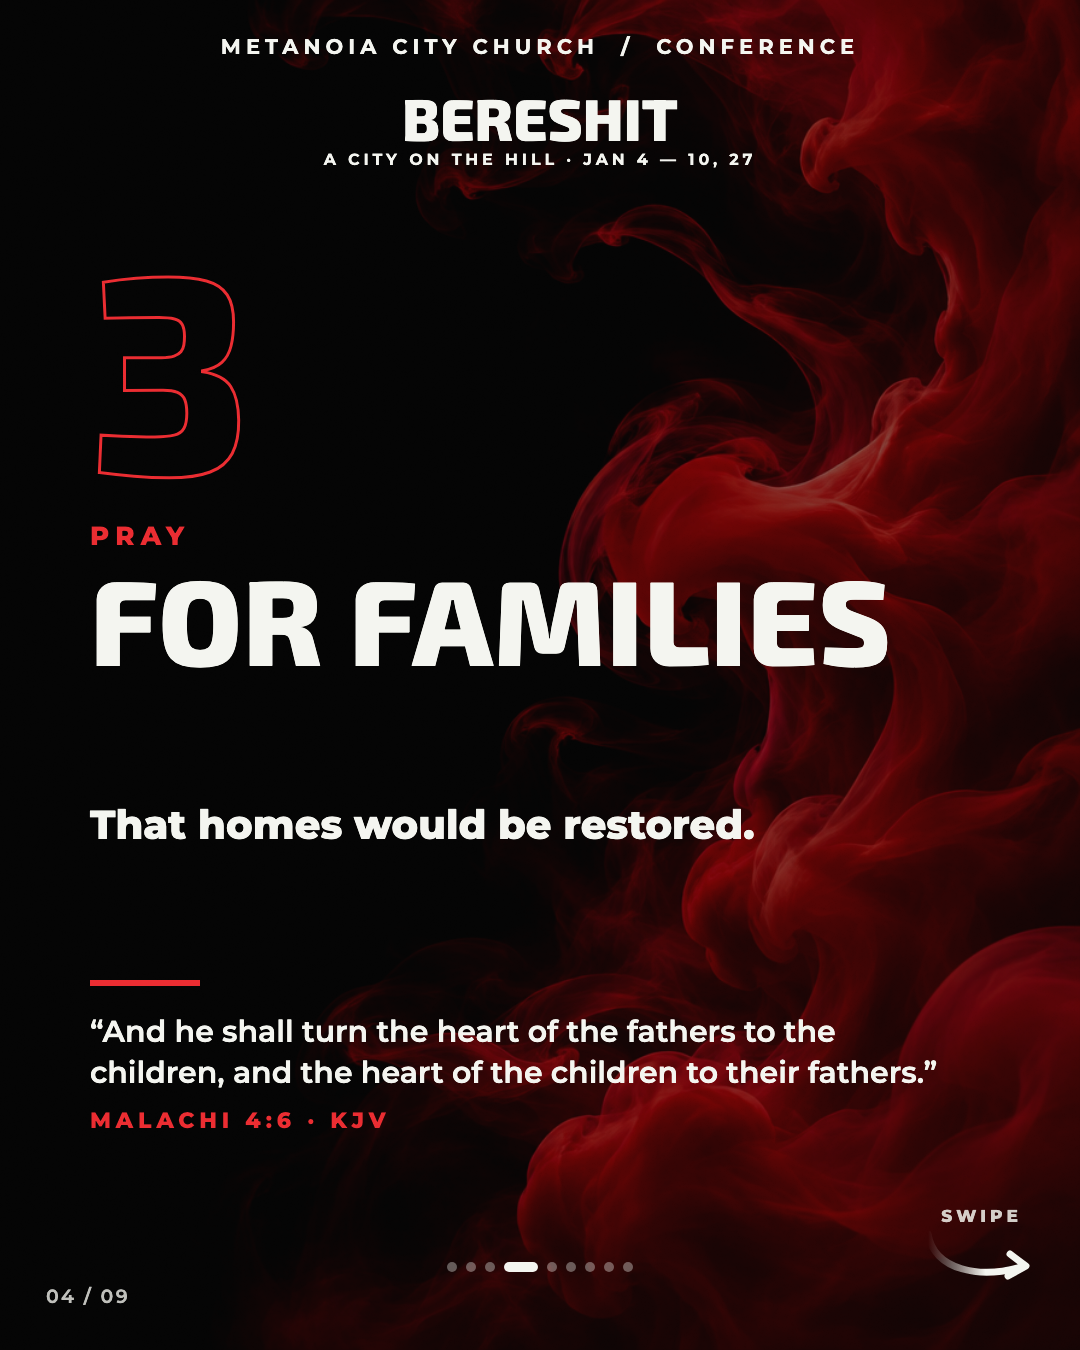 METANOIA CITY CHURCH / CONFERENCE
BERESHIT
A CITY ON THE HILL · JAN 4 — 10, 27
3
PRAY
FOR FAMILIES
That homes would be restored.
“And he shall turn the heart of the fathers to the
children, and the heart of the children to their fathers.”
MALACHI 4:6 · KJV
SWIPE
04 / 09